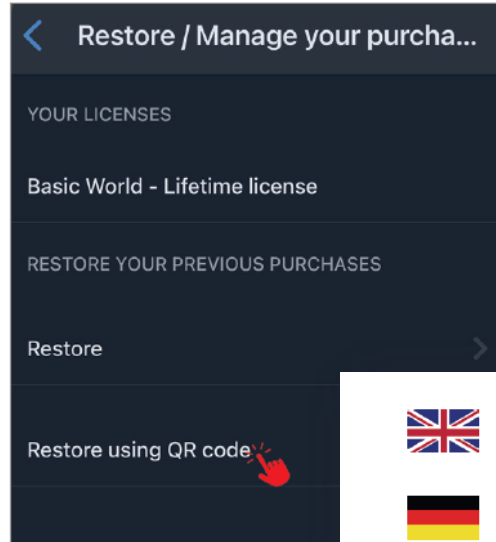 Restore / Manage your purcha...
YOUR LICENSES
Basic World - Lifetime license
RESTORE YOUR PREVIOUS PURCHASES
Restore
Restore using QR code